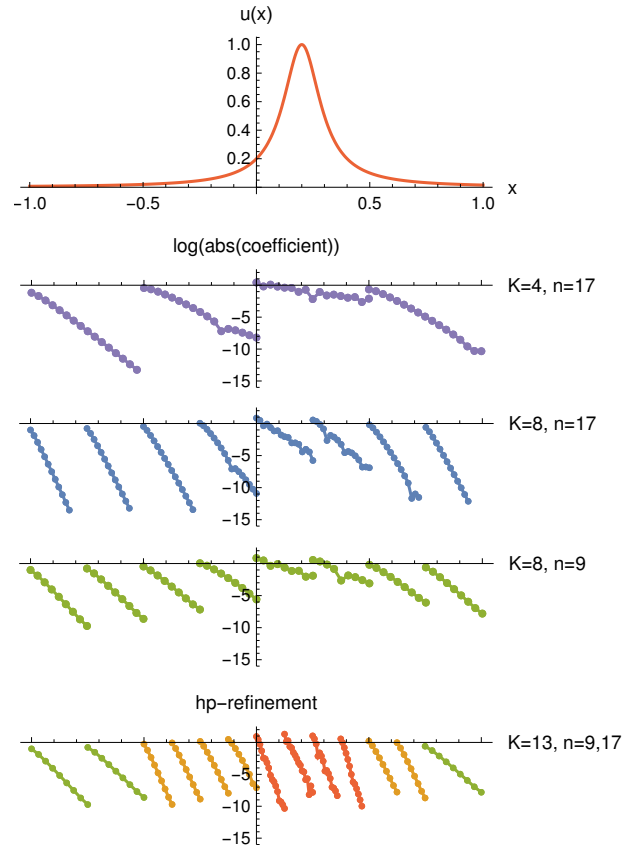 u(x)
1.0
0.8
0.6
0.4
0.2
-1.0 -0.5 0.5 1.0 x
log(abs(coefficient))
K=4, n=17
-5
-10
-15
K=8, n=17
-5
-10
-15
K=8, n=9
-5
-10
-15
hp-refinement
K=13, n=9,17
-5
-10
-15